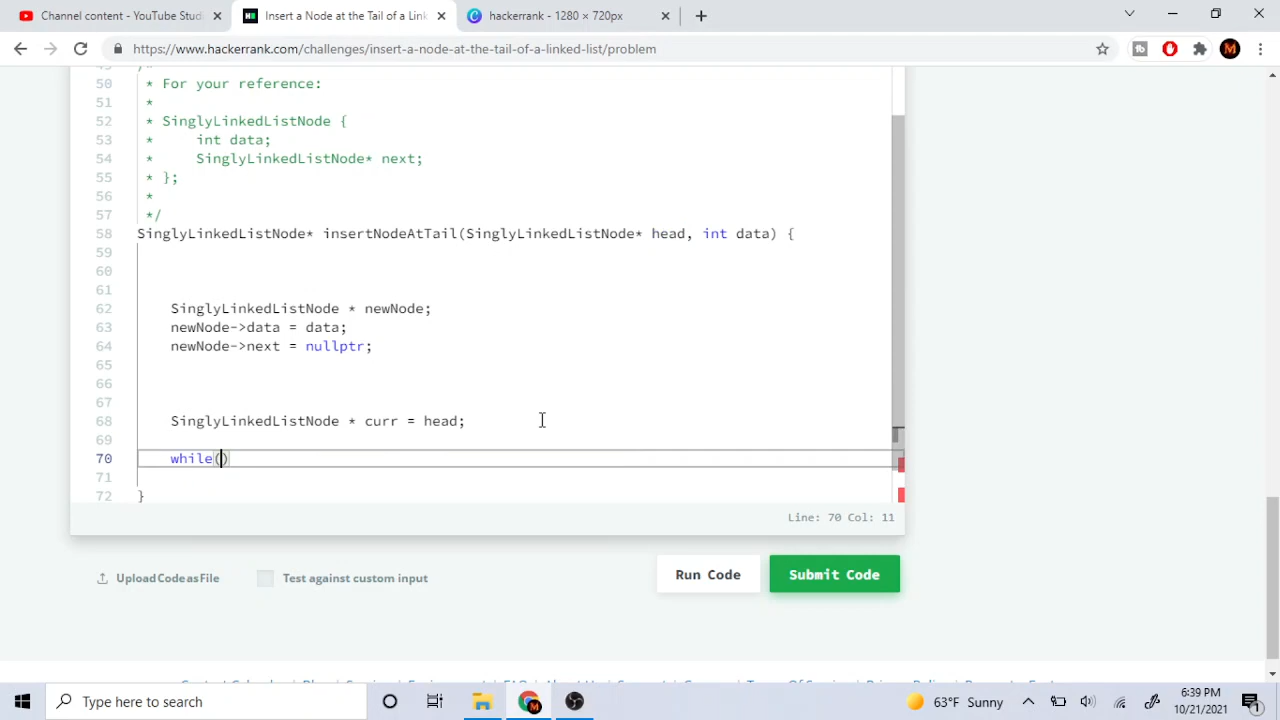 Channel content - YouTube Studi
Insert a Node at the Tail of a Link
hackerrank - 1280 × 720px
https://www.hackerrank.com/challenges/insert-a-node-at-the-tail-of-a-linked-list/problem
50 * For your reference:
51 *
52 * SinglyLinkedListNode {
53 * int data;
54 * SinglyLinkedListNode* next;
55 * };
56 *
57 */
58 SinglyLinkedListNode* insertNodeAtTail(SinglyLinkedListNode* head, int data) {
59
60
61
62 SinglyLinkedListNode * newNode;
63 newNode->data = data;
64 newNode->next = nullptr;
65
66
67
68 SinglyLinkedListNode * curr = head;
69
70 while()
71
72 }
Line: 70 Col: 11
Upload Code as File
Test against custom input
Run Code
Submit Code
Type here to search
63°F Sunny
6:39 PM
10/21/2021